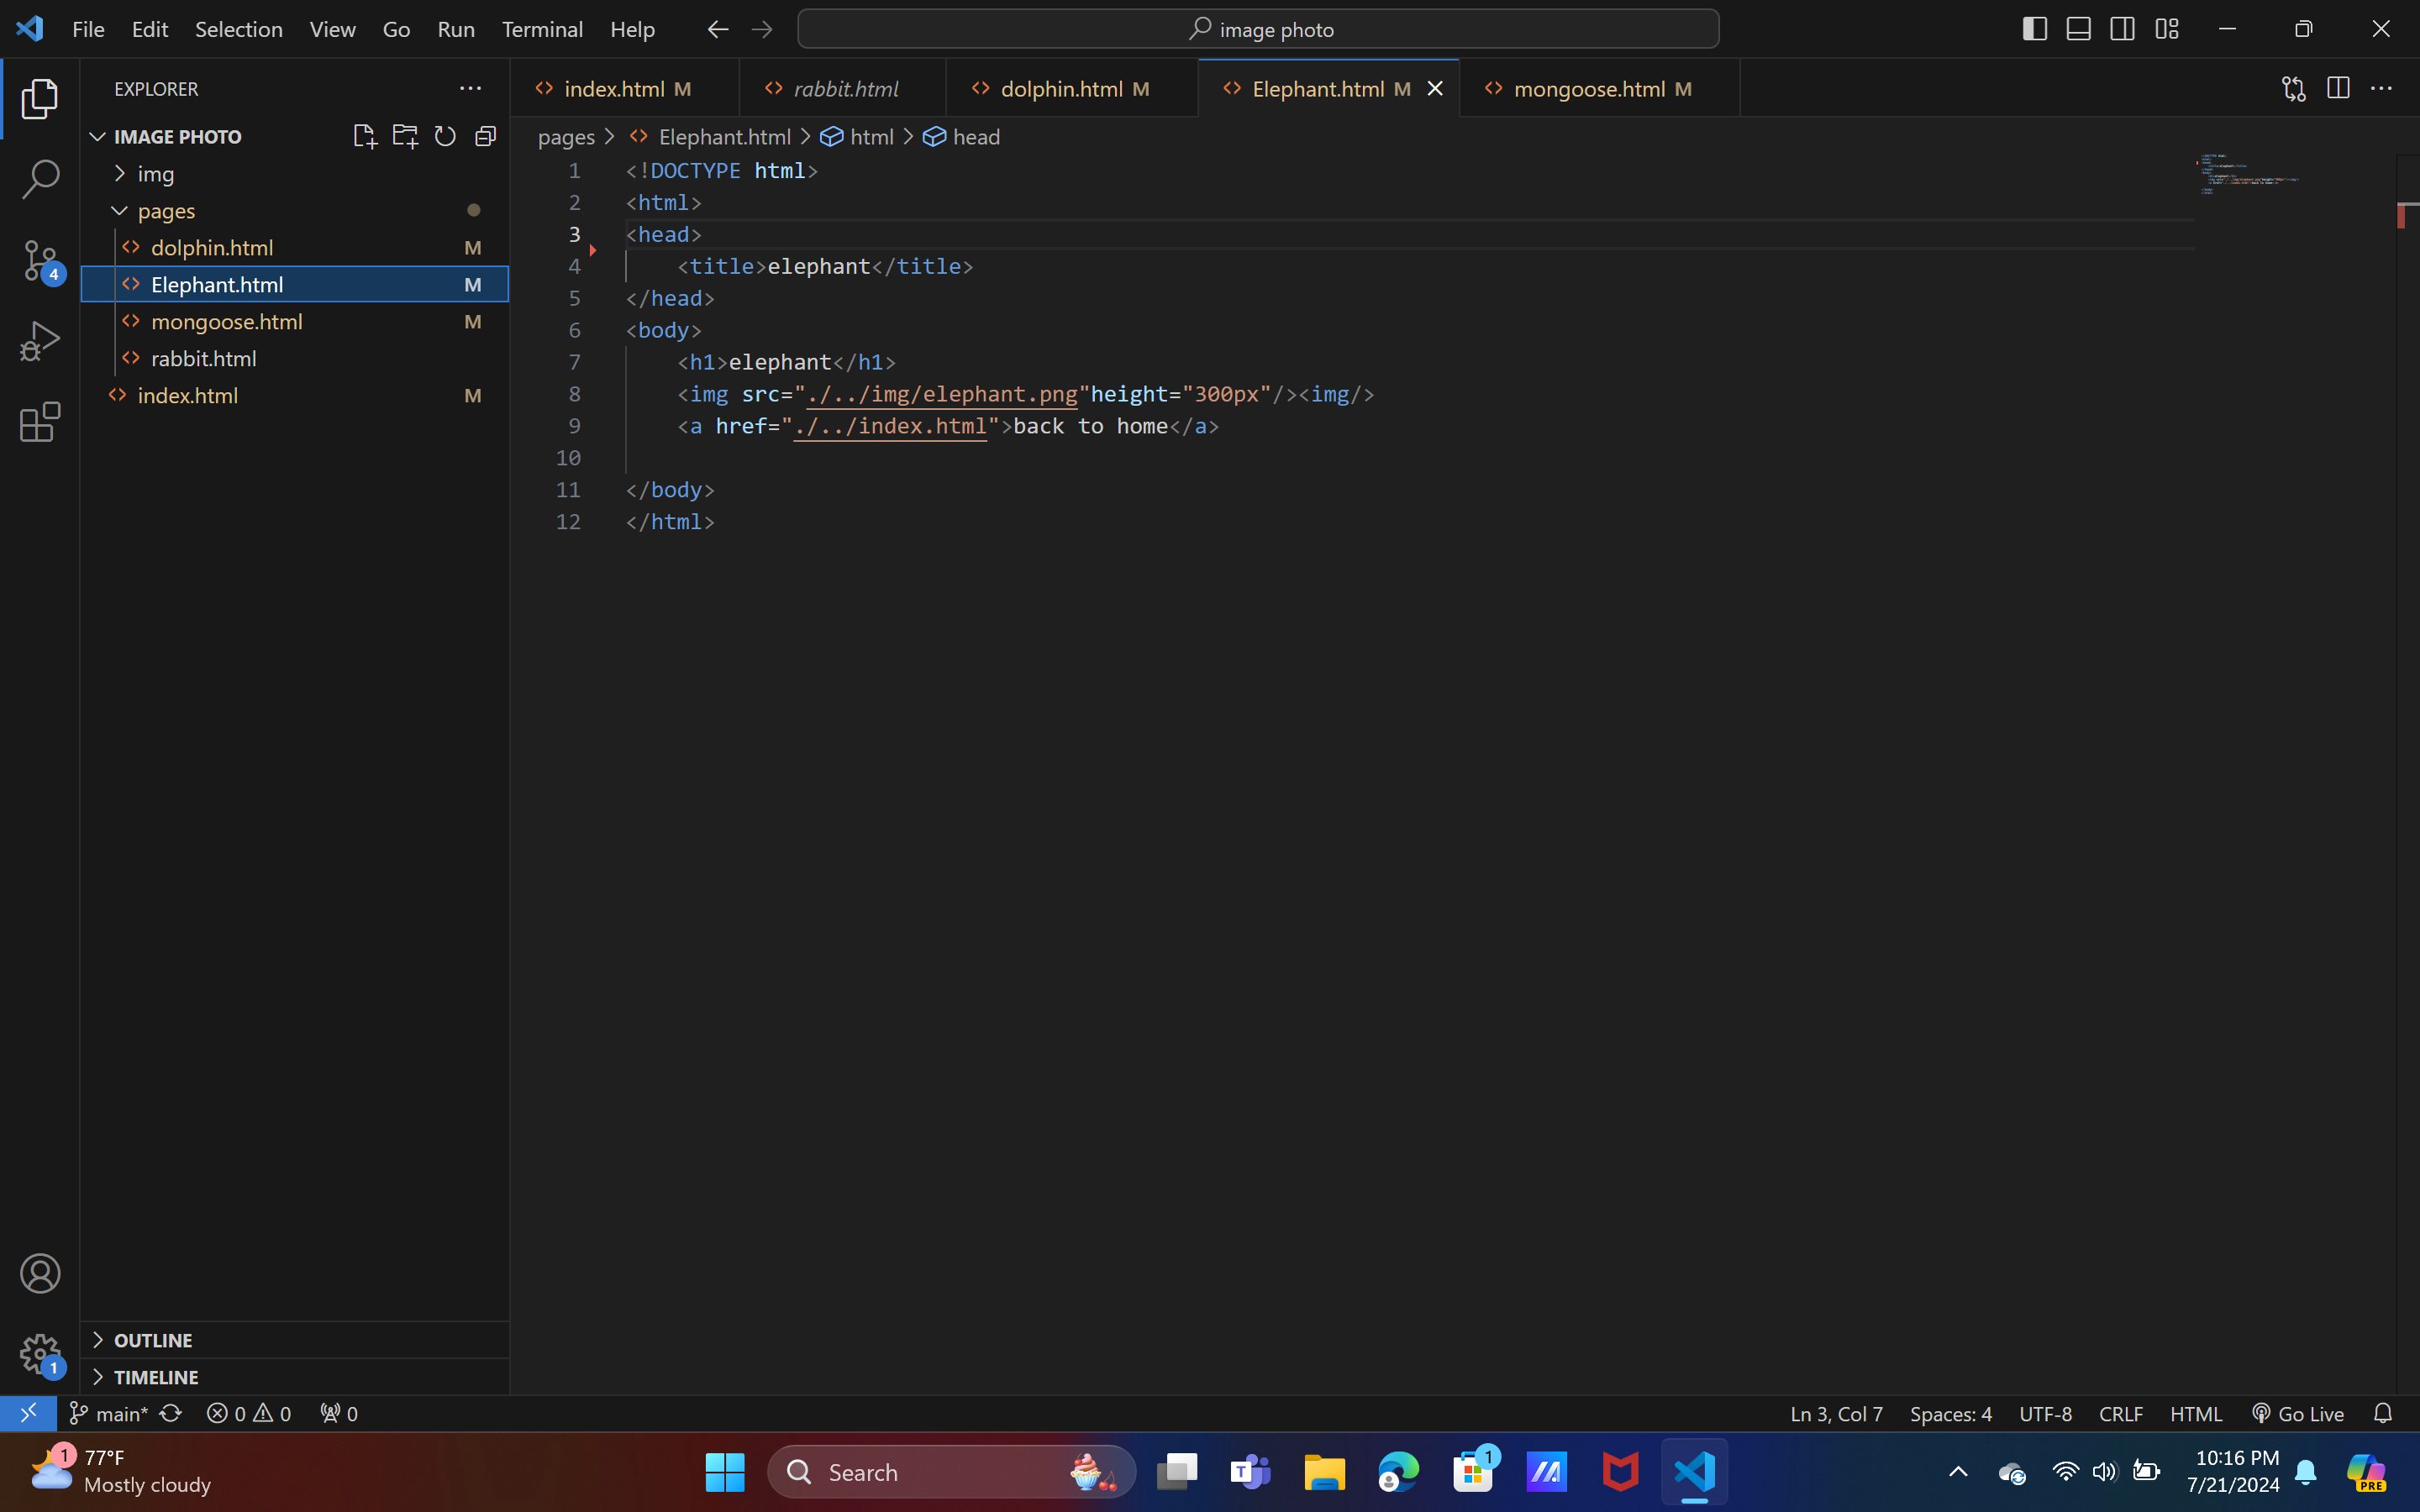 File Edit Selection View Go Run Terminal Help image photo
EXPLORER
IMAGE PHOTO
img
pages
dolphin.html M
Elephant.html M
mongoose.html M
rabbit.html
index.html M
4
index.html M rabbit.html dolphin.html M Elephant.html M mongoose.html M
pages > Elephant.html > html > head
1 <!DOCTYPE html>
2 <html>
3 <head>
4 <title>elephant</title>
5 </head>
6 <body>
7 <h1>elephant</h1>
8 <img src="./../img/elephant.png"height="300px"/><img/>
9 <a href="./../index.html">back to home</a>
10
11 </body>
12 </html>
OUTLINE
TIMELINE
1
main* 0 0 0 Ln 3, Col 7 Spaces: 4 UTF-8 CRLF HTML Go Live
1
77°F
Mostly cloudy
Search
T
1
10:16 PM
7/21/2024
PRE